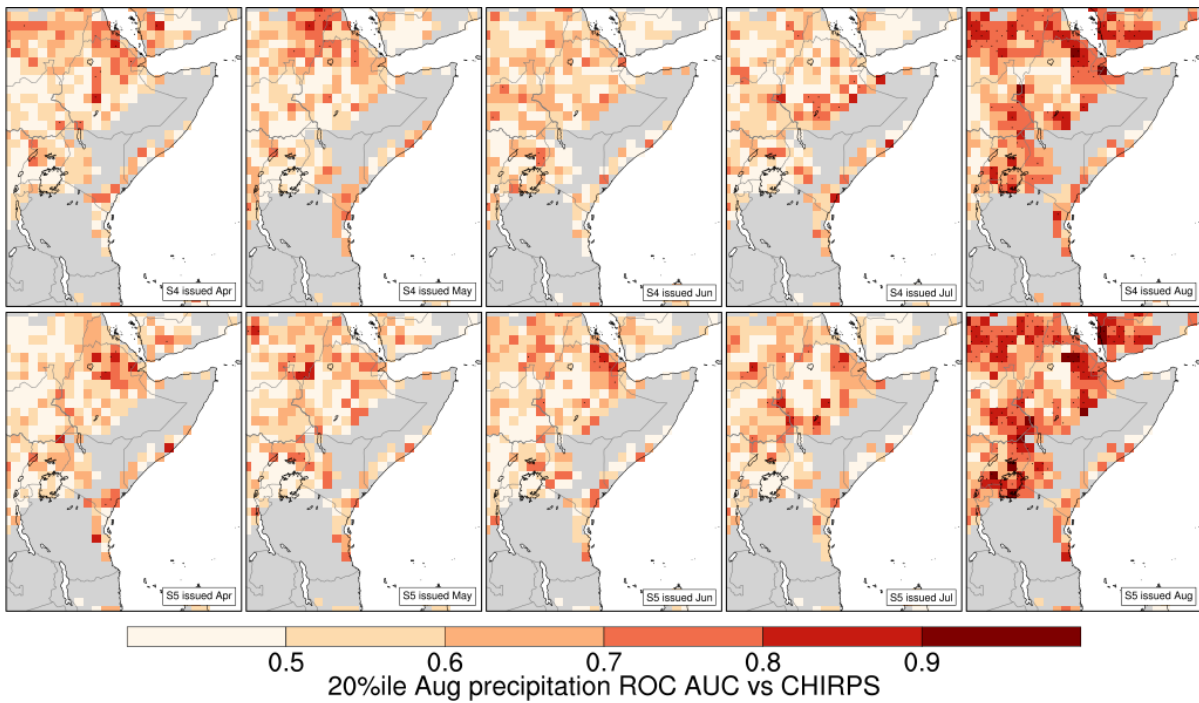 S4 issued Apr
S4 issued May
S4 issued Jun
S4 issued Jul
S4 issued Aug
S5 issued Apr
S5 issued May
S5 issued Jun
S5 issued Jul
S5 issued Aug
0.5 0.6 0.7 0.8 0.9
20%ile Aug precipitation ROC AUC vs CHIRPS